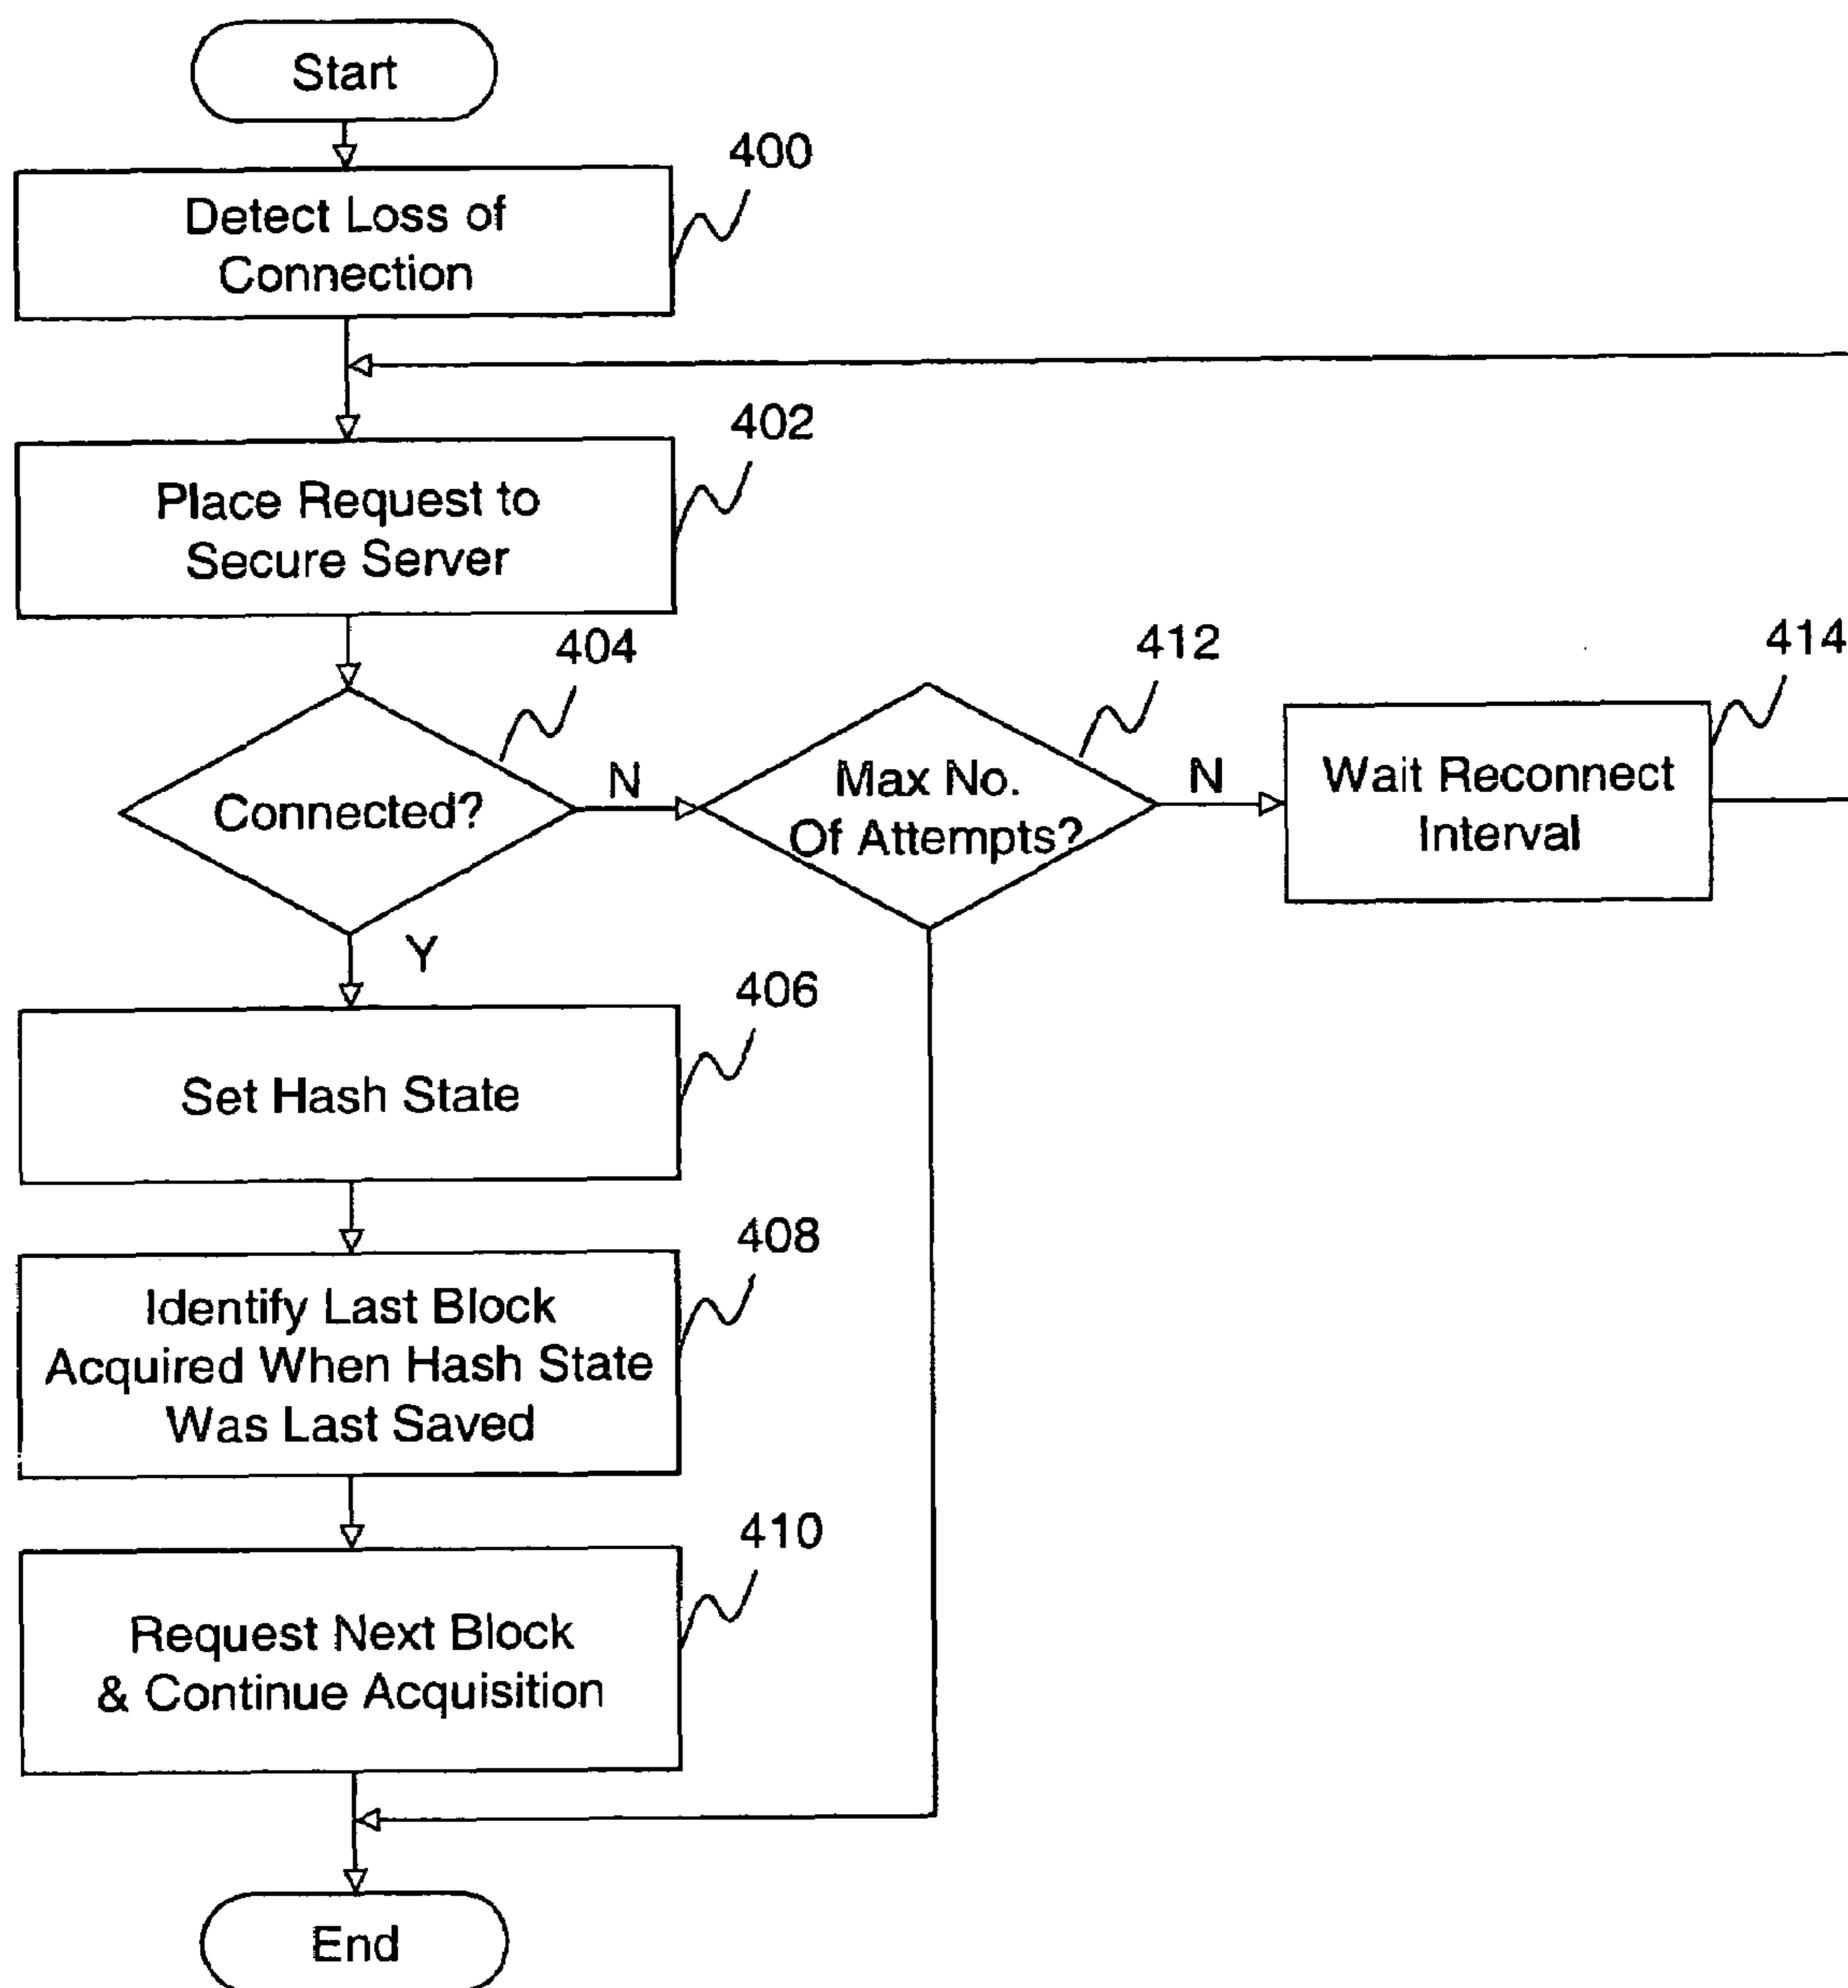 Start
400
Detect Loss of
Connection
402
Place Request to
Secure Server
404
Connected?
N
412
Max No.
Of Attempts?
N
414
Wait Reconnect
Interval
Y
406
Set Hash State
408
Identify Last Block
Acquired When Hash State
Was Last Saved
410
Request Next Block
& Continue Acquisition
End